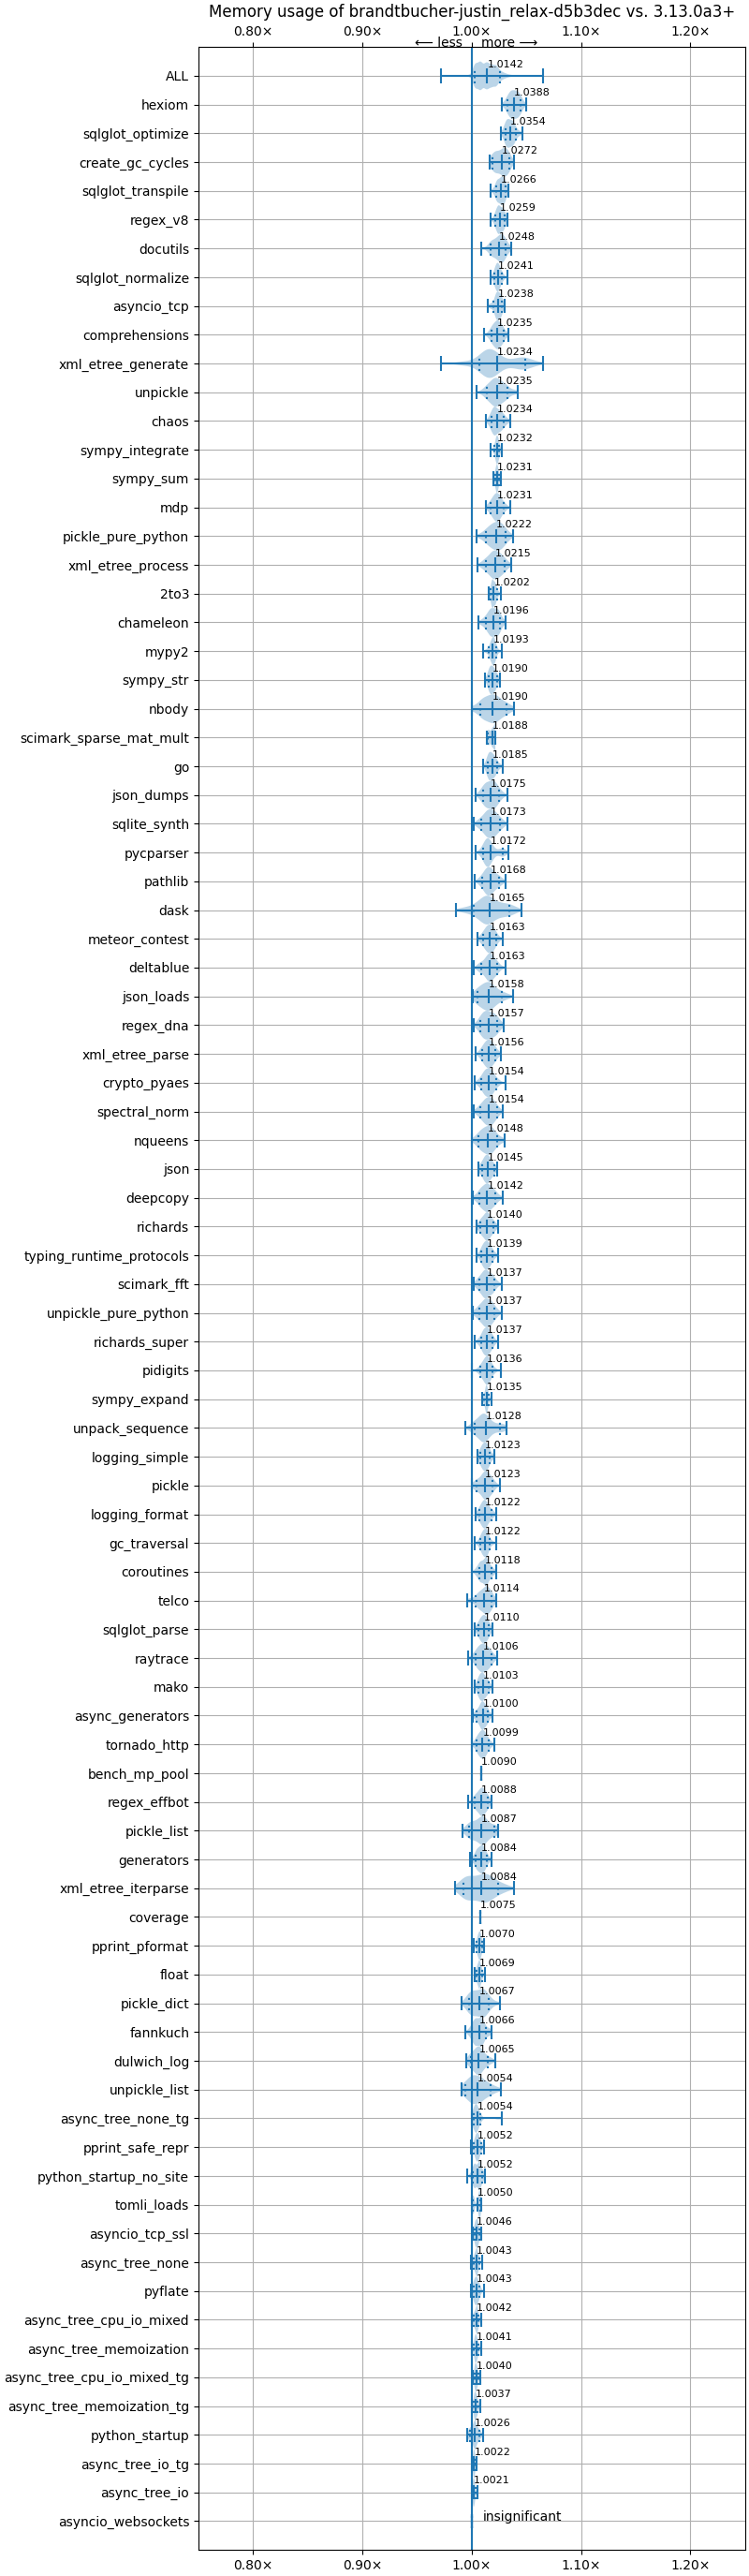 Memory usage of brandtbucher-justin_relax-d5b3dec vs. 3.13.0a3+
0.80× 0.90× 1.00× 1.10× 1.20×
⟵ less more ⟶
ALL 1.0142
hexiom 1.0388
sqlglot_optimize 1.0354
create_gc_cycles 1.0272
sqlglot_transpile 1.0266
regex_v8 1.0259
docutils 1.0248
sqlglot_normalize 1.0241
asyncio_tcp 1.0238
comprehensions 1.0235
xml_etree_generate 1.0234
unpickle 1.0235
chaos 1.0234
sympy_integrate 1.0232
sympy_sum 1.0231
mdp 1.0231
pickle_pure_python 1.0222
xml_etree_process 1.0215
2to3 1.0202
chameleon 1.0196
mypy2 1.0193
sympy_str 1.0190
nbody 1.0190
scimark_sparse_mat_mult 1.0188
go 1.0185
json_dumps 1.0175
sqlite_synth 1.0173
pycparser 1.0172
pathlib 1.0168
dask 1.0165
meteor_contest 1.0163
deltablue 1.0163
json_loads 1.0158
regex_dna 1.0157
xml_etree_parse 1.0156
crypto_pyaes 1.0154
spectral_norm 1.0154
nqueens 1.0148
json 1.0145
deepcopy 1.0142
richards 1.0140
typing_runtime_protocols 1.0139
scimark_fft 1.0137
unpickle_pure_python 1.0137
richards_super 1.0137
pidigits 1.0136
sympy_expand 1.0135
unpack_sequence 1.0128
logging_simple 1.0123
pickle 1.0123
logging_format 1.0122
gc_traversal 1.0122
coroutines 1.0118
telco 1.0114
sqlglot_parse 1.0110
raytrace 1.0106
mako 1.0103
async_generators 1.0100
tornado_http 1.0099
bench_mp_pool 1.0090
regex_effbot 1.0088
pickle_list 1.0087
generators 1.0084
xml_etree_iterparse 1.0084
coverage 1.0075
pprint_pformat 1.0070
float 1.0069
pickle_dict 1.0067
fannkuch 1.0066
dulwich_log 1.0065
unpickle_list 1.0054
async_tree_none_tg 1.0054
pprint_safe_repr 1.0052
python_startup_no_site 1.0052
tomli_loads 1.0050
asyncio_tcp_ssl 1.0046
async_tree_none 1.0043
pyflate 1.0043
async_tree_cpu_io_mixed 1.0042
async_tree_memoization 1.0041
async_tree_cpu_io_mixed_tg 1.0040
async_tree_memoization_tg 1.0037
python_startup 1.0026
async_tree_io_tg 1.0022
async_tree_io 1.0021
asyncio_websockets insignificant
0.80× 0.90× 1.00× 1.10× 1.20×